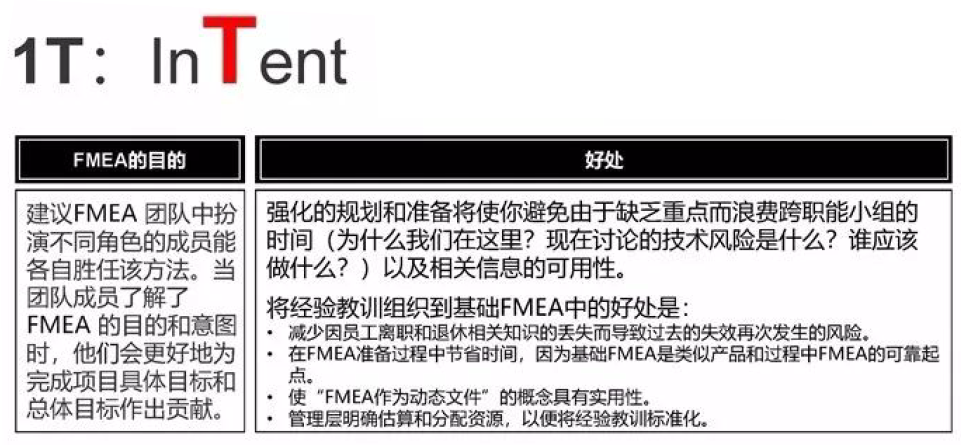 1T：InTent
FMEA的目的
建议FMEA 团队中扮
演不同角色的成员能
各自胜任该方法。当
团队成员了解了
FMEA 的目的和意图
时，他们会更好地为
完成项目具体目标和
总体目标作出贡献。
好处
强化的规划和准备将使你避免由于缺乏重点而浪费跨职能小组的
时间（为什么我们在这里？现在讨论的技术风险是什么？谁应该
做什么？）以及相关信息的可用性。
将经验教训组织到基础FMEA中的好处是：
• 减少因员工离职和退休相关知识的丢失而导致过去的失效再次发生的风险。
• 在FMEA准备过程中节省时间，因为基础FMEA是类似产品和过程中FMEA的可靠起
点。
• 使“FMEA作为动态文件”的概念具有实用性。
• 管理层明确估算和分配资源，以便将经验教训标准化。